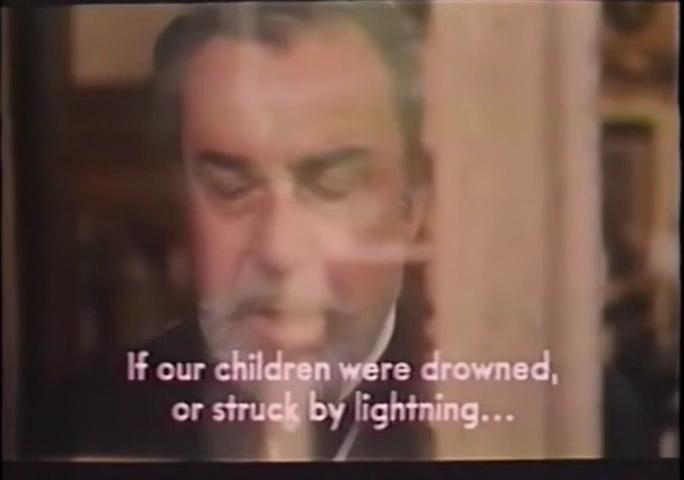 If our children were drowned,
or struck by lightning...